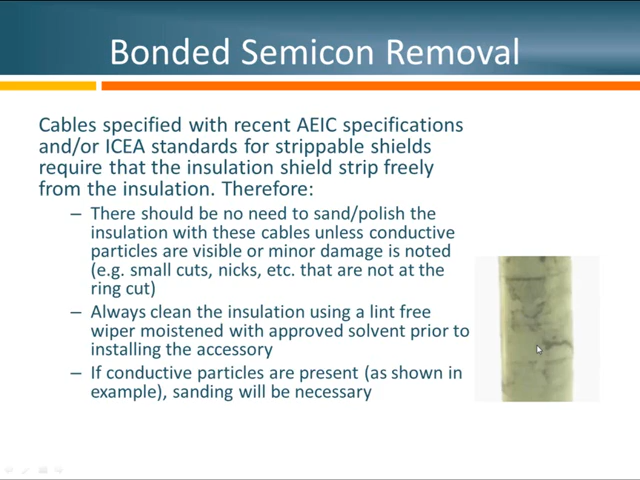 Bonded Semicon Removal
Cables specified with recent AEIC specifications
and/or ICEA standards for strippable shields
require that the insulation shield strip freely
from the insulation. Therefore:
– There should be no need to sand/polish the
insulation with these cables unless conductive
particles are visible or minor damage is noted
(e.g. small cuts, nicks, etc. that are not at the
ring cut)
– Always clean the insulation using a lint free
wiper moistened with approved solvent prior to
installing the accessory
– If conductive particles are present (as shown in
example), sanding will be necessary